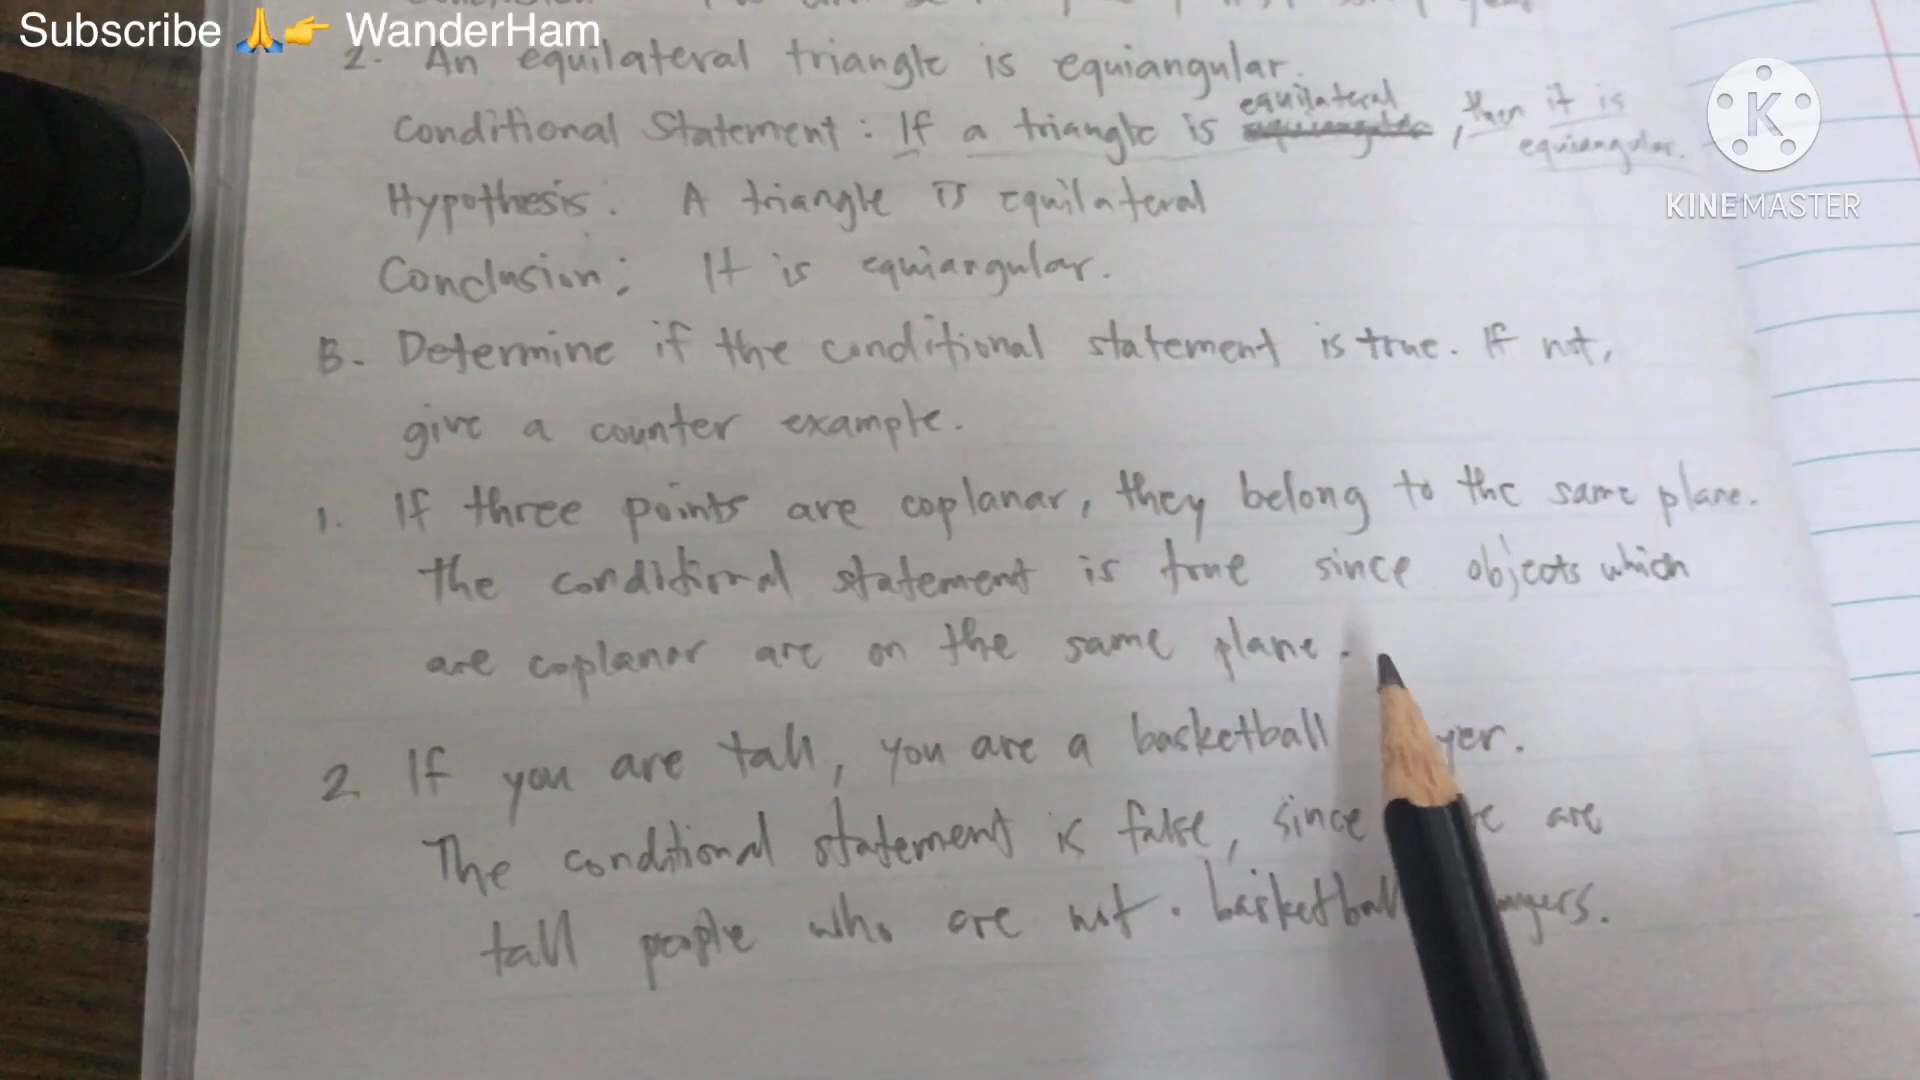 Subscribe 🙏👉 WanderHam
2. An equilateral triangle is equiangular.
Conditional Statement: If a triangle is equilateral, then it is equiangular.
Hypothesis: A triangle is equilateral
Conclusion: It is equiangular.
B. Determine if the conditional statement is true. If not,
give a counter example.
1. If three points are coplanar, they belong to the same plane.
The conditional statement is true since objects which
are coplanar are on the same plane.
2 If you are tall, you are a basketball yer.
The conditional statement is false, since are
tall people who are not. basketball ayers.
K
KINEMASTER